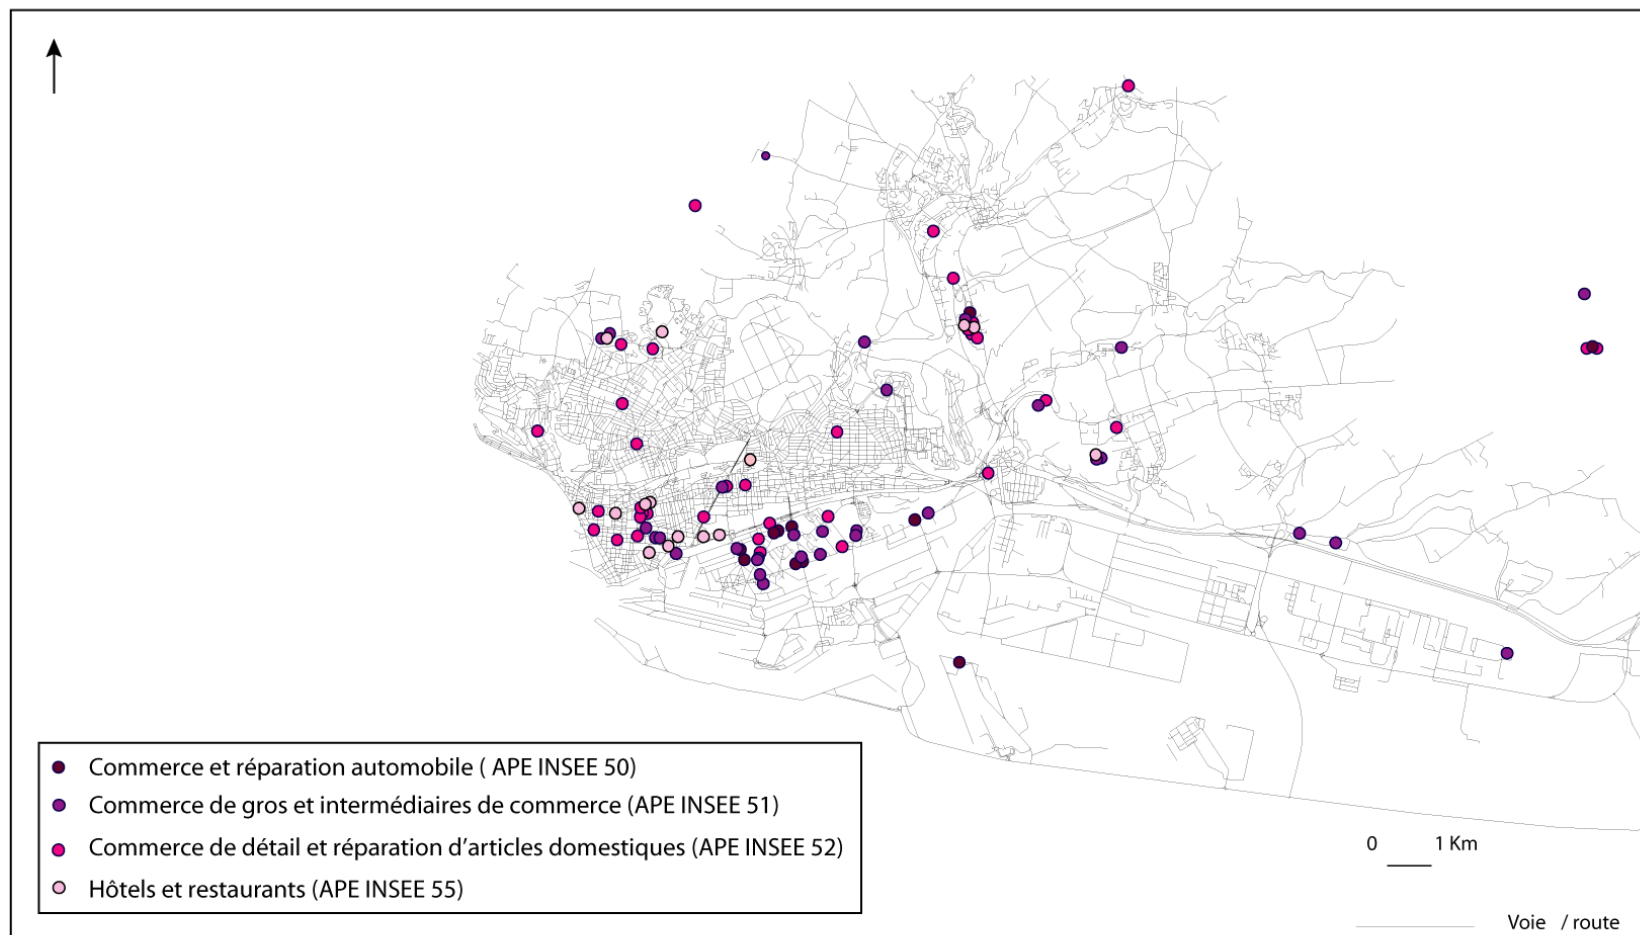 Commerce et réparation automobile ( APE INSEE 50)
Commerce de gros et intermédiaires de commerce (APE INSEE 51)
Commerce de détail et réparation d'articles domestiques (APE INSEE 52)
Hôtels et restaurants (APE INSEE 55)
0 1 Km
Voie / route